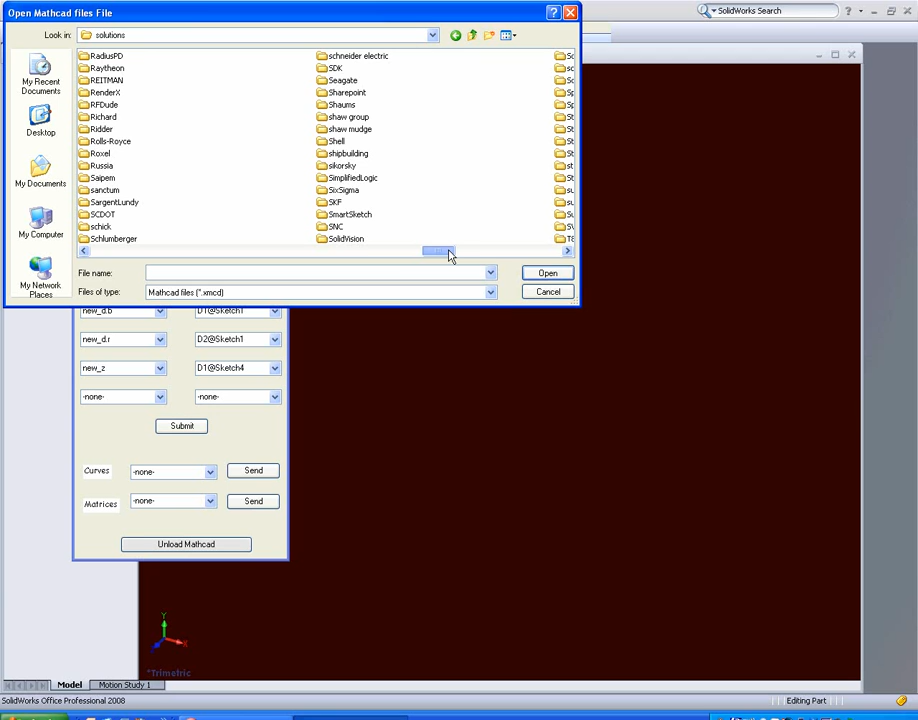 Open Mathcad files File
SolidWorks Search
Look in:
solutions
My Recent
Documents
Desktop
My Documents
My Computer
My Network
Places
RadiusPD
Raytheon
REITMAN
RenderX
RFDude
Richard
Ridder
Rolls-Royce
Roxel
Russia
Saipem
sanctum
SargentLundy
SCDOT
schick
Schlumberger
schneider electric
SDK
Seagate
Sharepoint
Shaums
shaw group
shaw mudge
Shell
shipbuilding
sikorsky
SimplifiedLogic
SixSigma
SKF
SmartSketch
SNC
SolidVision
File name:
Open
Files of type:
Mathcad files (*.xmcd)
Cancel
new_d.b
D1@Sketch1
new_d.r
D2@Sketch1
new_z
D1@Sketch4
-none-
-none-
Submit
Curves
-none-
Send
Matrices
-none-
Send
Unload Mathcad
Y
X
*Trimetric
Model
Motion Study 1
SolidWorks Office Professional 2008
Editing Part